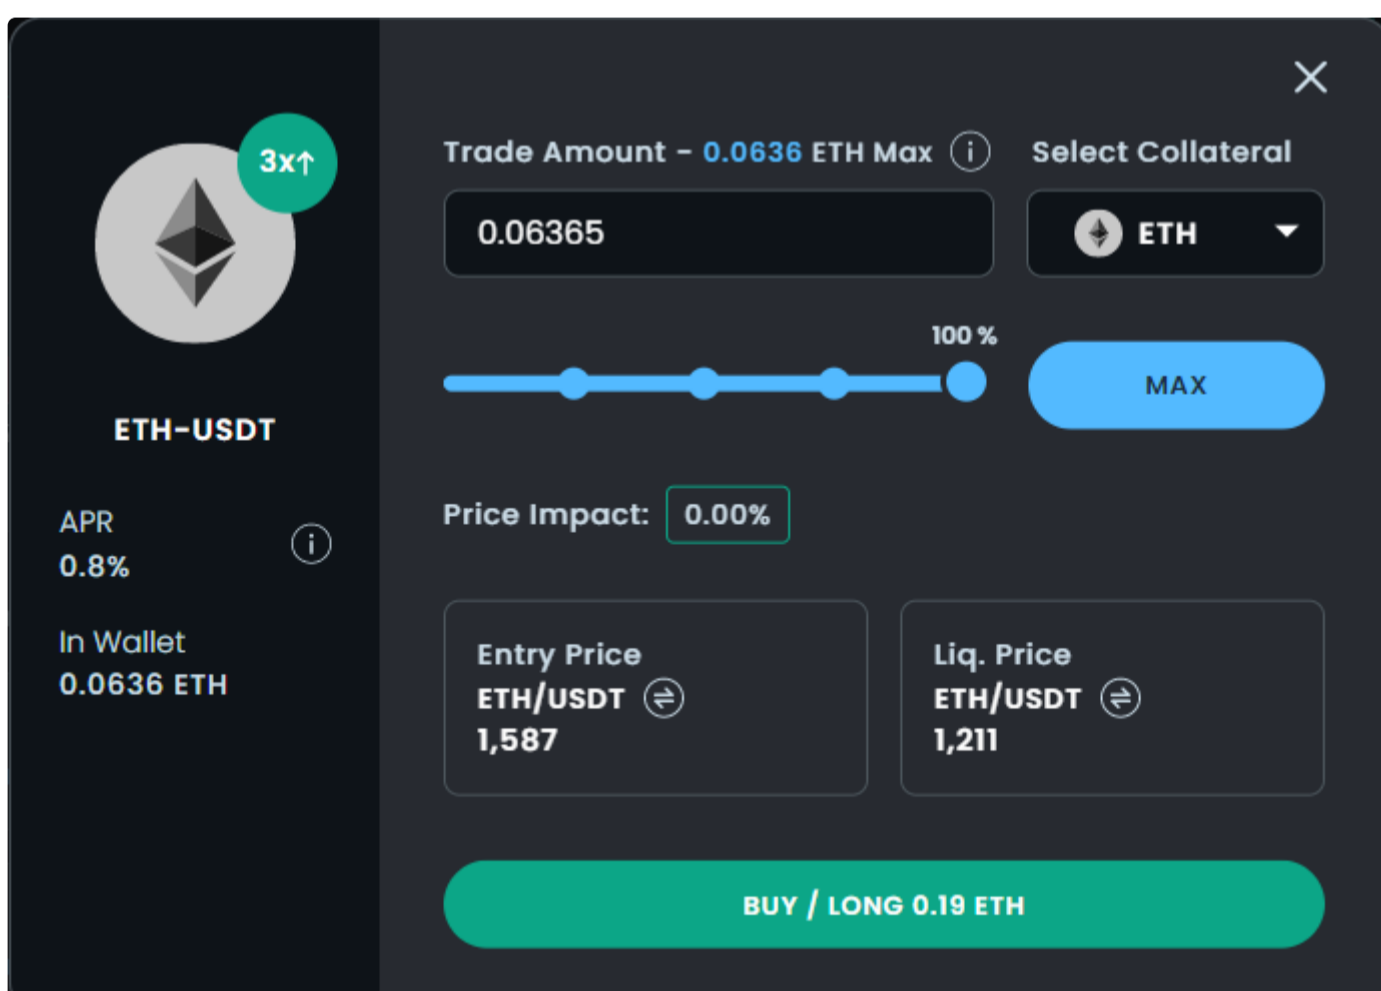 3x↑
ETH-USDT
APR
0.8%
In Wallet
0.0636 ETH
Trade Amount - 0.0636 ETH Max
Select Collateral
0.06365
ETH
100 %
MAX
Price Impact: 0.00%
Entry Price
ETH/USDT
1,587
Liq. Price
ETH/USDT
1,211
BUY / LONG 0.19 ETH